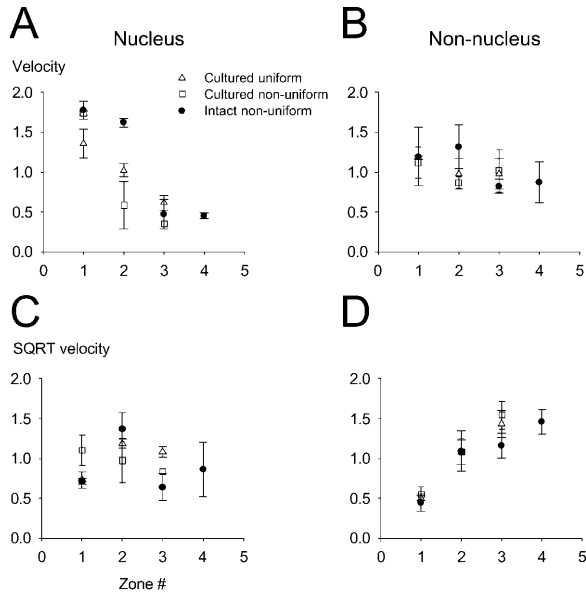 A
Nucleus
B
Non-nucleus
Velocity
Cultured uniform
Cultured non-uniform
Intact non-uniform
2.0
1.5
1.0
0.5
0.0
0 1 2 3 4 5
2.0
1.5
1.0
0.5
0.0
0 1 2 3 4 5
C
D
SQRT velocity
2.0
1.5
1.0
0.5
0.0
0 1 2 3 4 5
Zone #
2.0
1.5
1.0
0.5
0.0
0 1 2 3 4 5